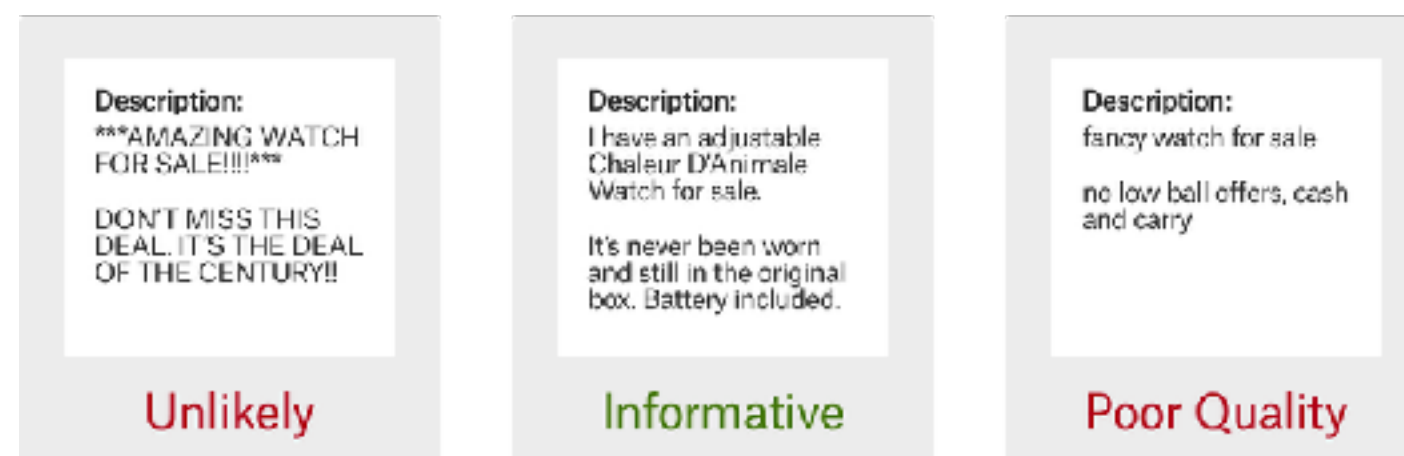 Description:
***AMAZING WATCH
FOR SALE!!!!***
DON'T MISS THIS
DEAL. IT'S THE DEAL
OF THE CENTURY!!
Unlikely
Description:
I have an adjustable
Chaleur D'Animale
Watch for sale.
It's never been worn
and still in the original
box. Battery included.
Informative
Description:
fancy watch for sale
no low ball offers, cash
and carry
Poor Quality